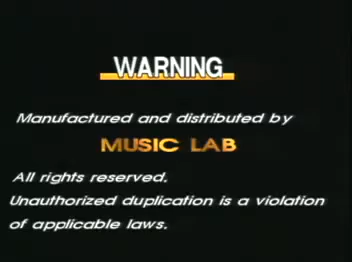 WARNING
Manufactured and distributed by
MUSIC LAB
All rights reserved.
Unauthorized duplication is a violation
of applicable laws.